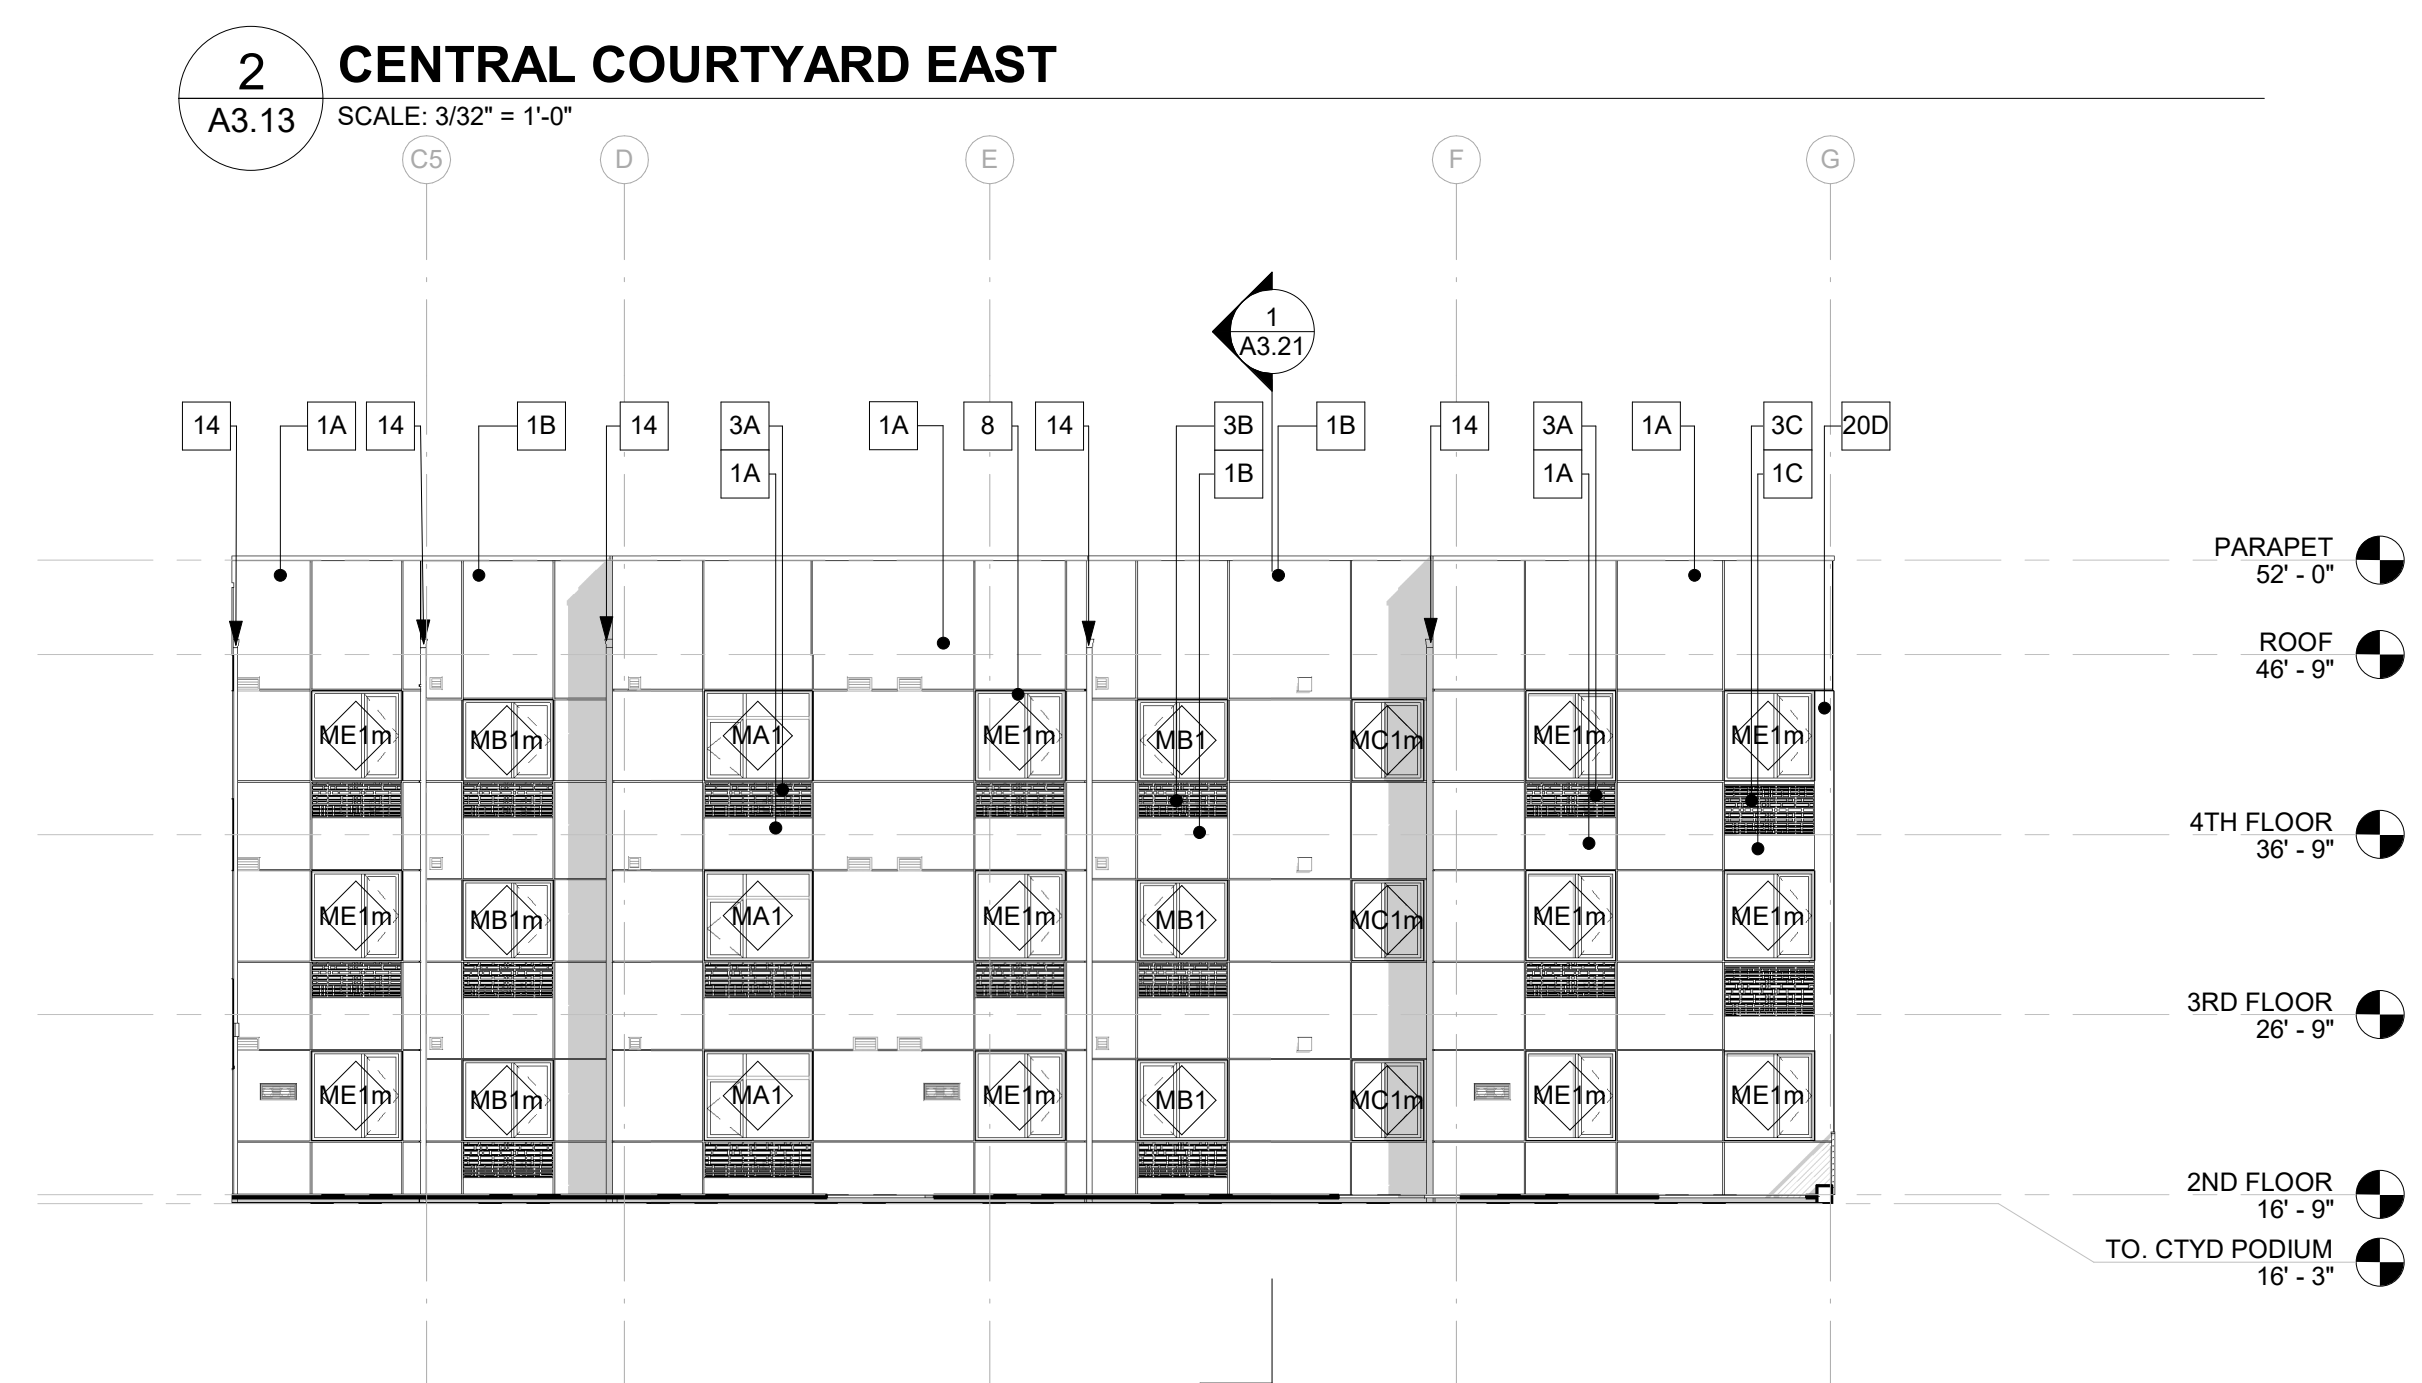 2
A3.13
CENTRAL COURTYARD EAST
SCALE: 3/32" = 1'-0"
C5 D E F G
1
A3.21
14 1A 14 1B 14 3A 1A 8 14 3B 1B 14 3A 1A 3C 20D
1A 1B 1A 1C
PARAPET
52' - 0"
ROOF
46' - 9"
ME1m MB1m MA1 ME1m MB1 MC1m ME1m ME1m
4TH FLOOR
36' - 9"
ME1m MB1m MA1 ME1m MB1 MC1m ME1m ME1m
3RD FLOOR
26' - 9"
ME1m MB1m MA1 ME1m MB1 MC1m ME1m ME1m
2ND FLOOR
16' - 9"
TO. CTYD PODIUM
16' - 3"